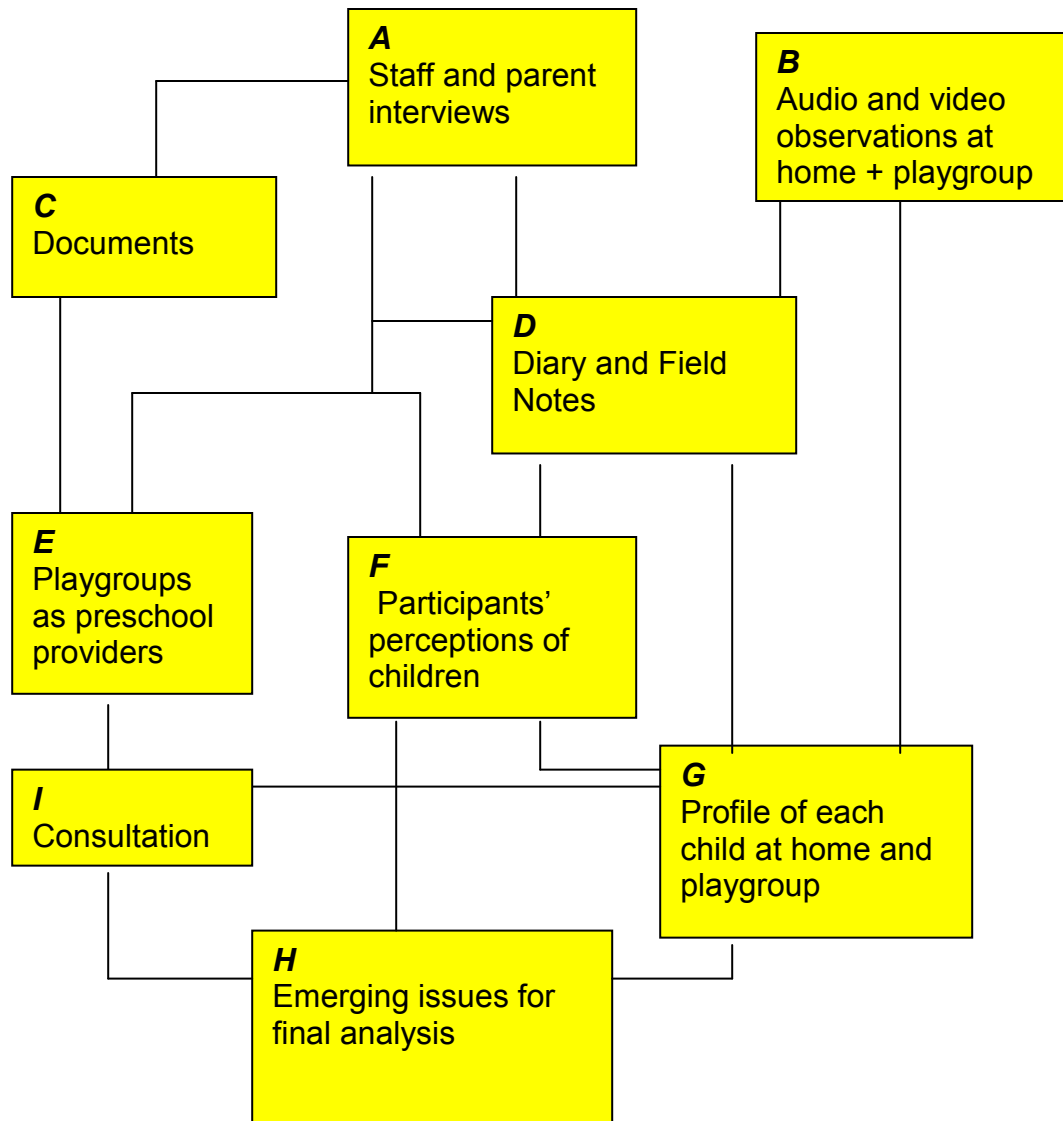 A
Staff and parent
interviews
B
Audio and video
observations at
home + playgroup
C
Documents
D
Diary and Field
Notes
E
Playgroups
as preschool
providers
F
Participants’
perceptions of
children
G
Profile of each
child at home and
playgroup
I
Consultation
H
Emerging issues for
final analysis